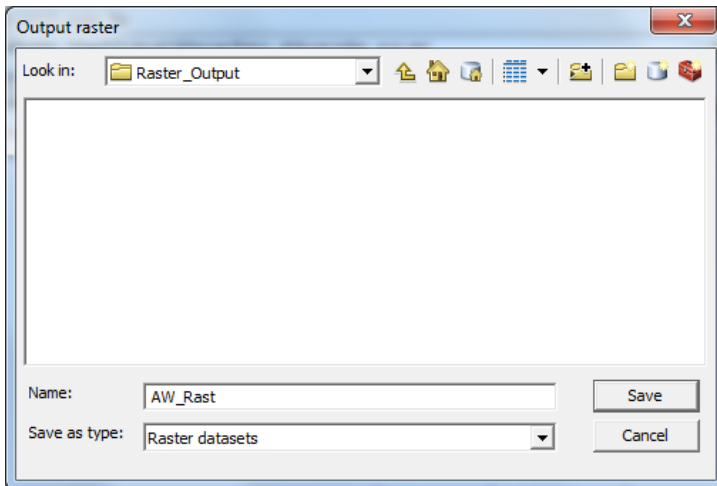 Output raster
Look in: Raster_Output
Name: AW_Rast Save
Save as type: Raster datasets Cancel